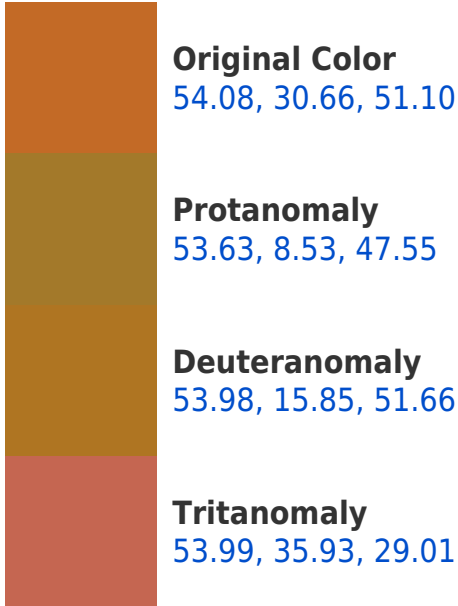 Original Color
54.08, 30.66, 51.10
Protanomaly
53.63, 8.53, 47.55
Deuteranomaly
53.98, 15.85, 51.66
Tritanomaly
53.99, 35.93, 29.01